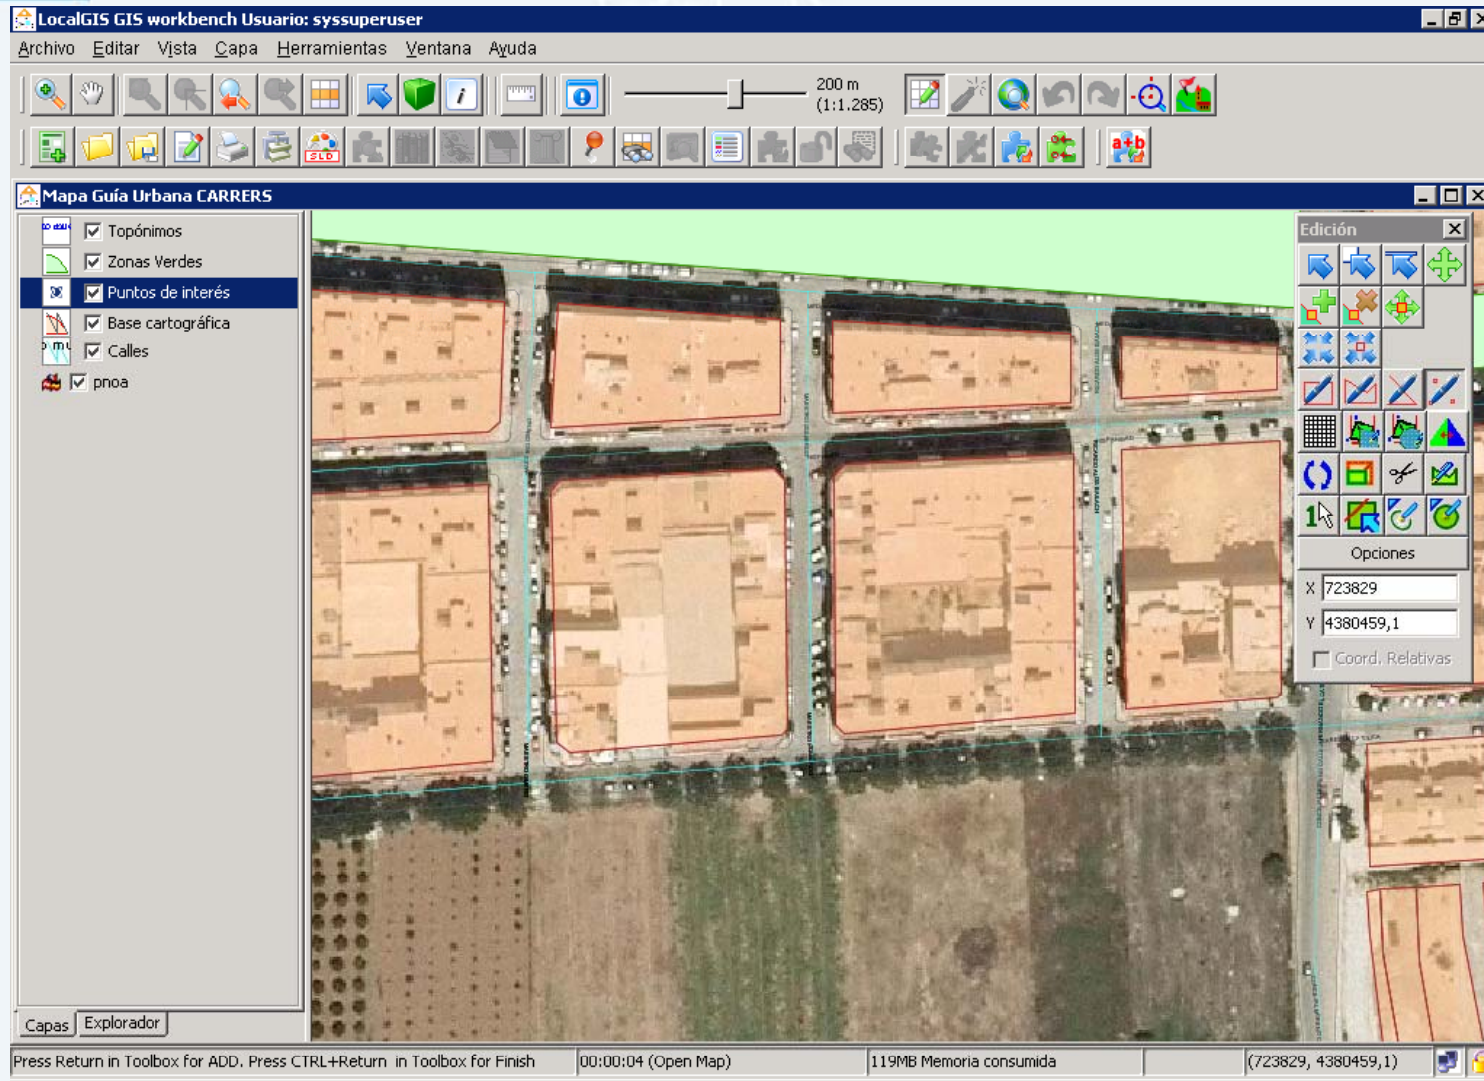 LocalGIS GIS workbench Usuario: syssuperuser
Archivo Editar Vista Capa Herramientas Ventana Ayuda
200 m
(1:1.285)
SLD
a+b
Mapa Guía Urbana CARRERS
Topónimos
Zonas Verdes
Puntos de interés
Base cartográfica
Calles
pnoa
Edición
1
Opciones
X 723829
Y 4380459,1
Coord. Relativas
Capas Explorador
Press Return in Toolbox for ADD. Press CTRL+Return in Toolbox for Finish 00:00:04 (Open Map) 119MB Memoria consumida (723829, 4380459,1)